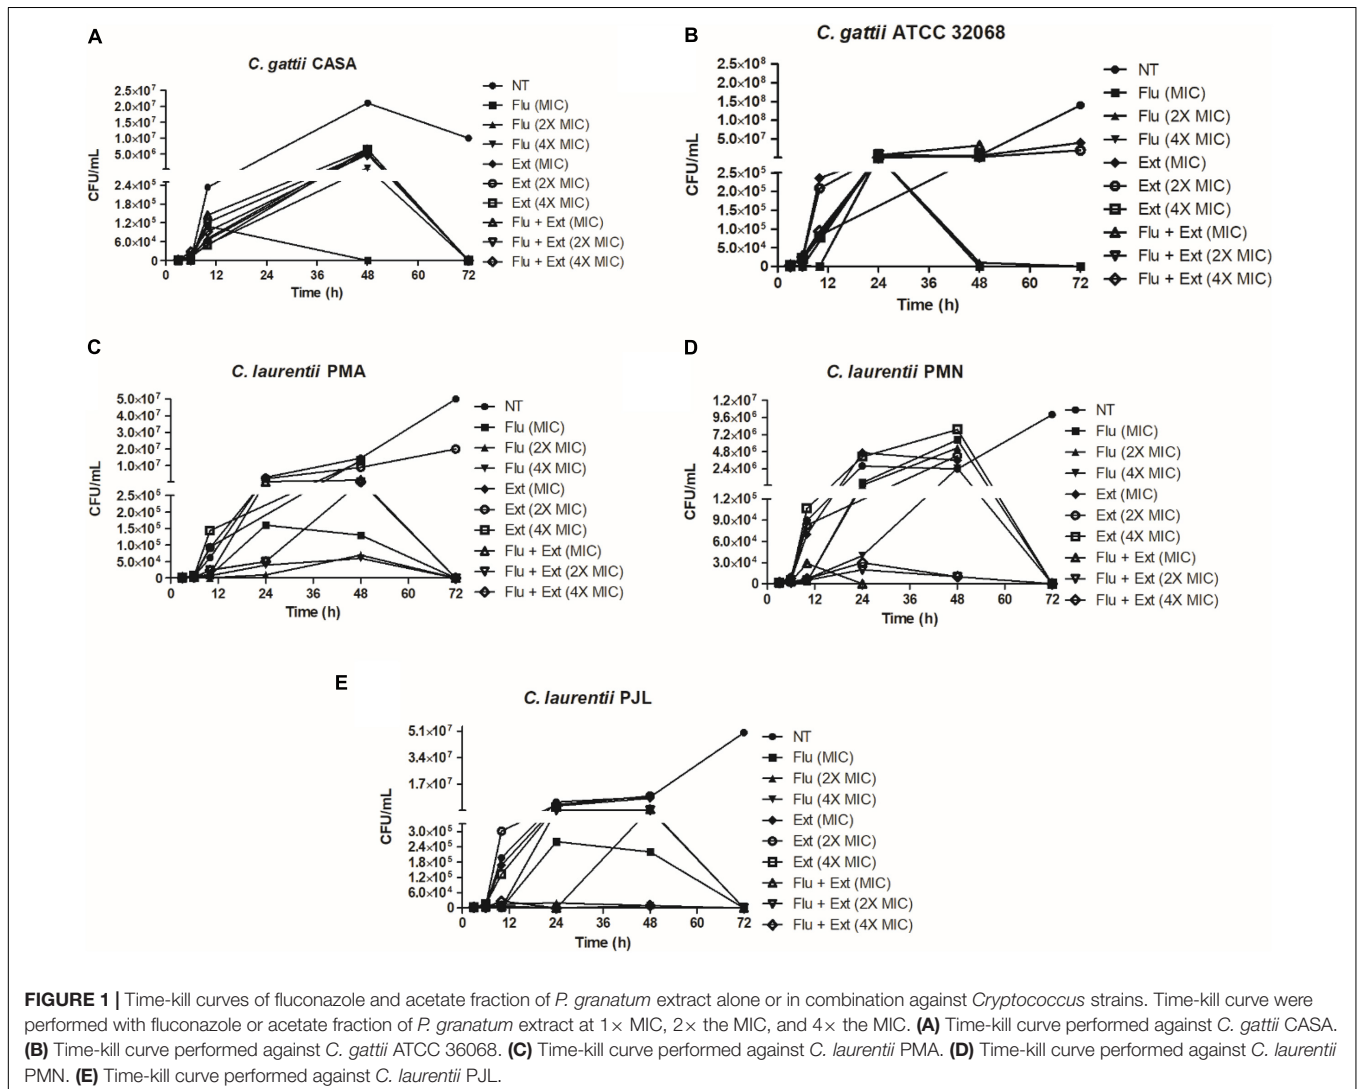 A
C. gattii CASA
2.5×10⁷
2.0×10⁷
1.5×10⁷
1.0×10⁷
5.0×10⁶
2.4×10⁵
1.8×10⁵
1.2×10⁵
6.0×10⁴
0
CFU/mL
0 12 24 36 48 60 72
Time (h)
NT
Flu (MIC)
Flu (2X MIC)
Flu (4X MIC)
Ext (MIC)
Ext (2X MIC)
Ext (4X MIC)
Flu + Ext (MIC)
Flu + Ext (2X MIC)
Flu + Ext (4X MIC)
B
C. gattii ATCC 32068
2.5×10⁸
2.0×10⁸
1.5×10⁸
1.0×10⁸
5.0×10⁷
2.5×10⁵
2.0×10⁵
1.5×10⁵
1.0×10⁵
5.0×10⁴
0
CFU/mL
0 12 24 36 48 60 72
Time (h)
NT
Flu (MIC)
Flu (2X MIC)
Flu (4X MIC)
Ext (MIC)
Ext (2X MIC)
Ext (4X MIC)
Flu + Ext (MIC)
Flu + Ext (2X MIC)
Flu + Ext (4X MIC)
C
C. laurentii PMA
5.0×10⁷
4.0×10⁷
3.0×10⁷
2.0×10⁷
1.0×10⁷
2.5×10⁵
2.0×10⁵
1.5×10⁵
1.0×10⁵
5.0×10⁴
0
CFU/mL
0 12 24 36 48 60 72
Time (h)
NT
Flu (MIC)
Flu (2X MIC)
Flu (4X MIC)
Ext (MIC)
Ext (2X MIC)
Ext (4X MIC)
Flu + Ext (MIC)
Flu + Ext (2X MIC)
Flu + Ext (4X MIC)
D
C. laurentii PMN
1.2×10⁷
9.6×10⁶
7.2×10⁶
4.8×10⁶
2.4×10⁶
1.2×10⁵
9.0×10⁴
6.0×10⁴
3.0×10⁴
0
CFU/mL
0 12 24 36 48 60 72
Time (h)
NT
Flu (MIC)
Flu (2X MIC)
Flu (4X MIC)
Ext (MIC)
Ext (2X MIC)
Ext (4X MIC)
Flu + Ext (MIC)
Flu + Ext (2X MIC)
Flu + Ext (4X MIC)
E
C. laurentii PJL
5.1×10⁷
3.4×10⁷
1.7×10⁷
3.0×10⁵
2.4×10⁵
1.8×10⁵
1.2×10⁵
6.0×10⁴
0
CFU/mL
0 12 24 36 48 60 72
Time (h)
NT
Flu (MIC)
Flu (2X MIC)
Flu (4X MIC)
Ext (MIC)
Ext (2X MIC)
Ext (4X MIC)
Flu + Ext (MIC)
Flu + Ext (2X MIC)
Flu + Ext (4X MIC)
FIGURE 1 | Time-kill curves of fluconazole and acetate fraction of P. granatum extract alone or in combination against Cryptococcus strains. Time-kill curve were
performed with fluconazole or acetate fraction of P. granatum extract at 1× MIC, 2× the MIC, and 4× the MIC. (A) Time-kill curve performed against C. gattii CASA.
(B) Time-kill curve performed against C. gattii ATCC 36068. (C) Time-kill curve performed against C. laurentii PMA. (D) Time-kill curve performed against C. laurentii
PMN. (E) Time-kill curve performed against C. laurentii PJL.